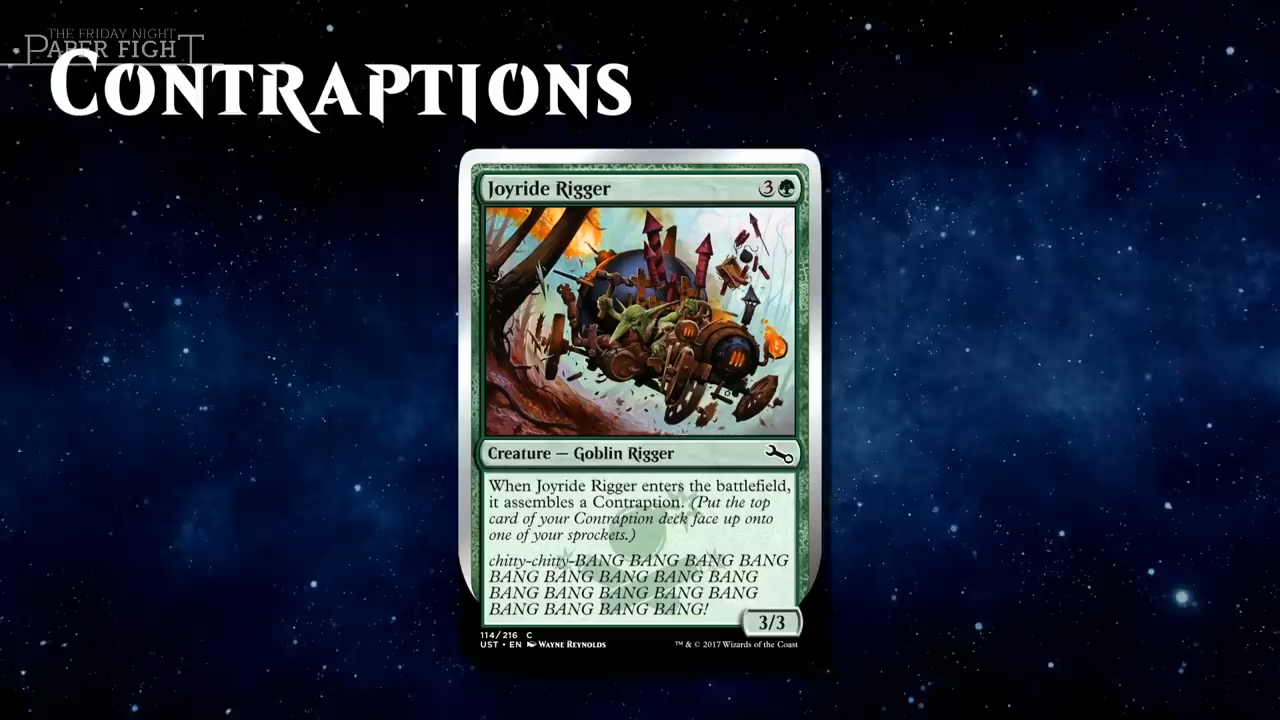 THE FRIDAY NIGHT
PAPER FIGHT
CONTRAPTIONS
Joyride Rigger
3
Creature — Goblin Rigger
When Joyride Rigger enters the battlefield,
it assembles a Contraption. (Put the top
card of your Contraption deck face up onto
one of your sprockets.)
chitty-chitty-BANG BANG BANG BANG
BANG BANG BANG BANG BANG
BANG BANG BANG BANG BANG
BANG BANG BANG BANG!
3/3
114/216 C
UST • EN WAYNE REYNOLDS
™ & © 2017 Wizards of the Coast